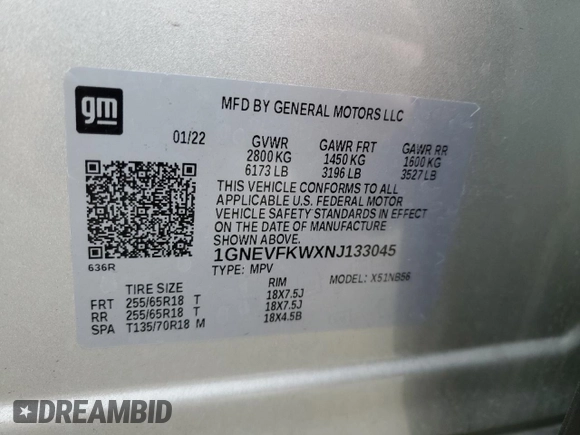 gm
MFD BY GENERAL MOTORS LLC
01/22 GVWR GAWR FRT GAWR RR
2800 KG 1450 KG 1600 KG
6173 LB 3196 LB 3527 LB
THIS VEHICLE CONFORMS TO ALL
APPLICABLE U.S. FEDERAL MOTOR
VEHICLE SAFETY STANDARDS IN EFFECT
ON THE DATE OF MANUFACTURE
SHOWN ABOVE.
1GNEVFKWXNJ133045
636R TYPE: MPV MODEL: X51NB56
TIRE SIZE RIM
FRT 255/65R18 T 18X7.5J
RR 255/65R18 T 18X7.5J
SPA T135/70R18 M 18X4.5B
DREAMBID